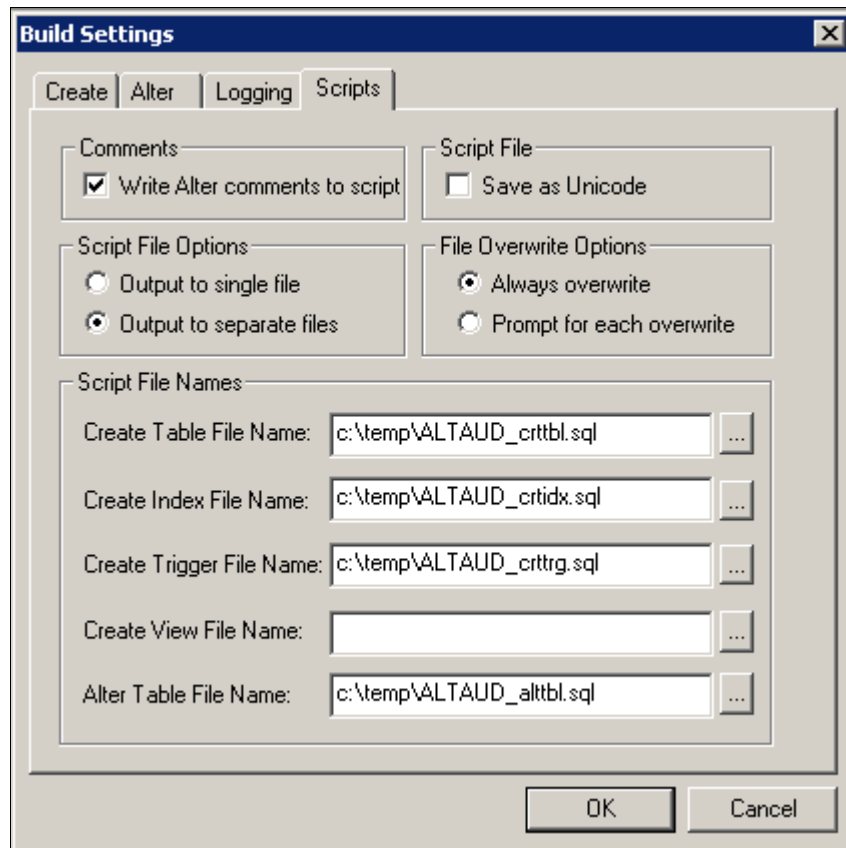 Build Settings
Create Alter Logging Scripts
Comments
Write Alter comments to script
Script File
Save as Unicode
Script File Options
Output to single file
Output to separate files
File Overwrite Options
Always overwrite
Prompt for each overwrite
Script File Names
Create Table File Name: c:\temp\ALTAUD_crttbl.sql ...
Create Index File Name: c:\temp\ALTAUD_crtidx.sql ...
Create Trigger File Name: c:\temp\ALTAUD_crttrg.sql ...
Create View File Name: ...
Alter Table File Name: c:\temp\ALTAUD_alttbl.sql ...
OK Cancel